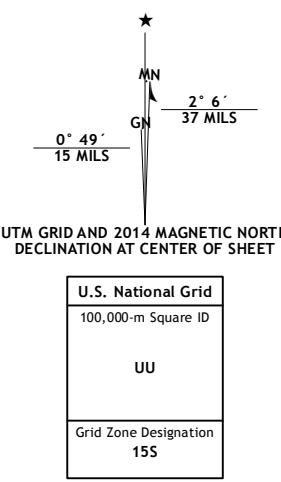 ★
MN
2° 6´
37 MILS
GN
0° 49´
15 MILS
UTM GRID AND 2014 MAGNETIC NORTH
DECLINATION AT CENTER OF SHEET
U.S. National Grid
100,000-m Square ID
UU
Grid Zone Designation
15S